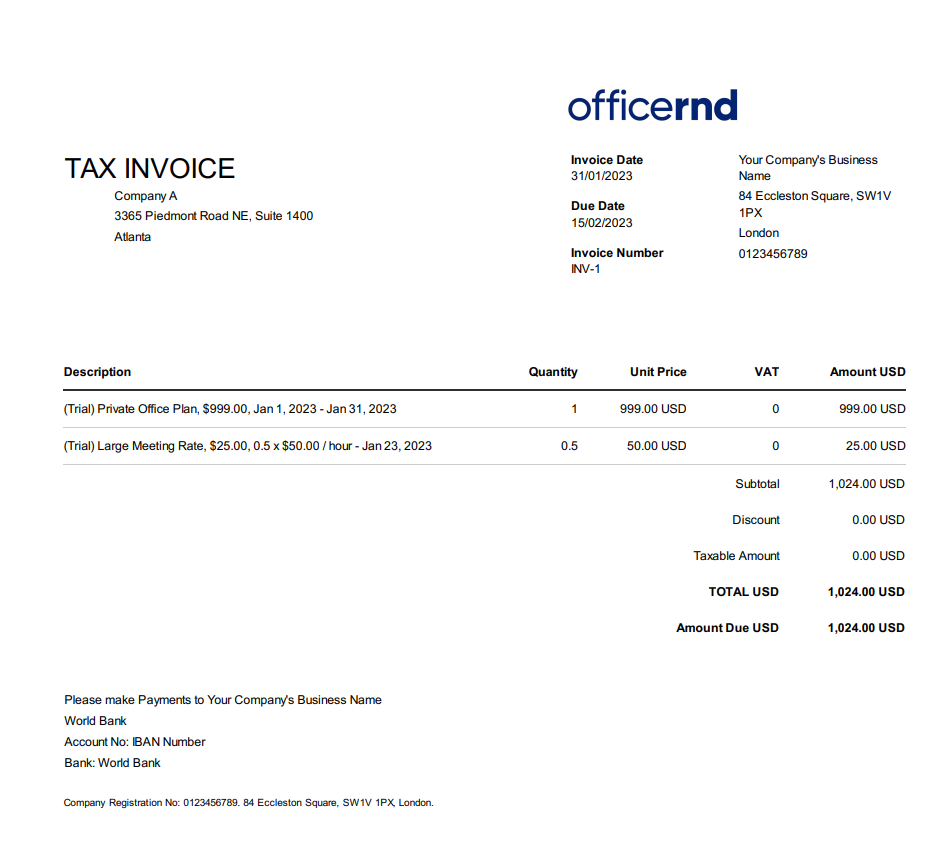 officernd
TAX INVOICE
Company A
3365 Piedmont Road NE, Suite 1400
Atlanta
Invoice Date
31/01/2023
Due Date
15/02/2023
Invoice Number
INV-1
Your Company's Business
Name
84 Eccleston Square, SW1V
1PX
London
0123456789
Description Quantity Unit Price VAT Amount USD
(Trial) Private Office Plan, $999.00, Jan 1, 2023 - Jan 31, 2023 1 999.00 USD 0 999.00 USD
(Trial) Large Meeting Rate, $25.00, 0.5 x $50.00 / hour - Jan 23, 2023 0.5 50.00 USD 0 25.00 USD
Subtotal 1,024.00 USD
Discount 0.00 USD
Taxable Amount 0.00 USD
TOTAL USD 1,024.00 USD
Amount Due USD 1,024.00 USD
Please make Payments to Your Company's Business Name
World Bank
Account No: IBAN Number
Bank: World Bank
Company Registration No: 0123456789. 84 Eccleston Square, SW1V 1PX, London.